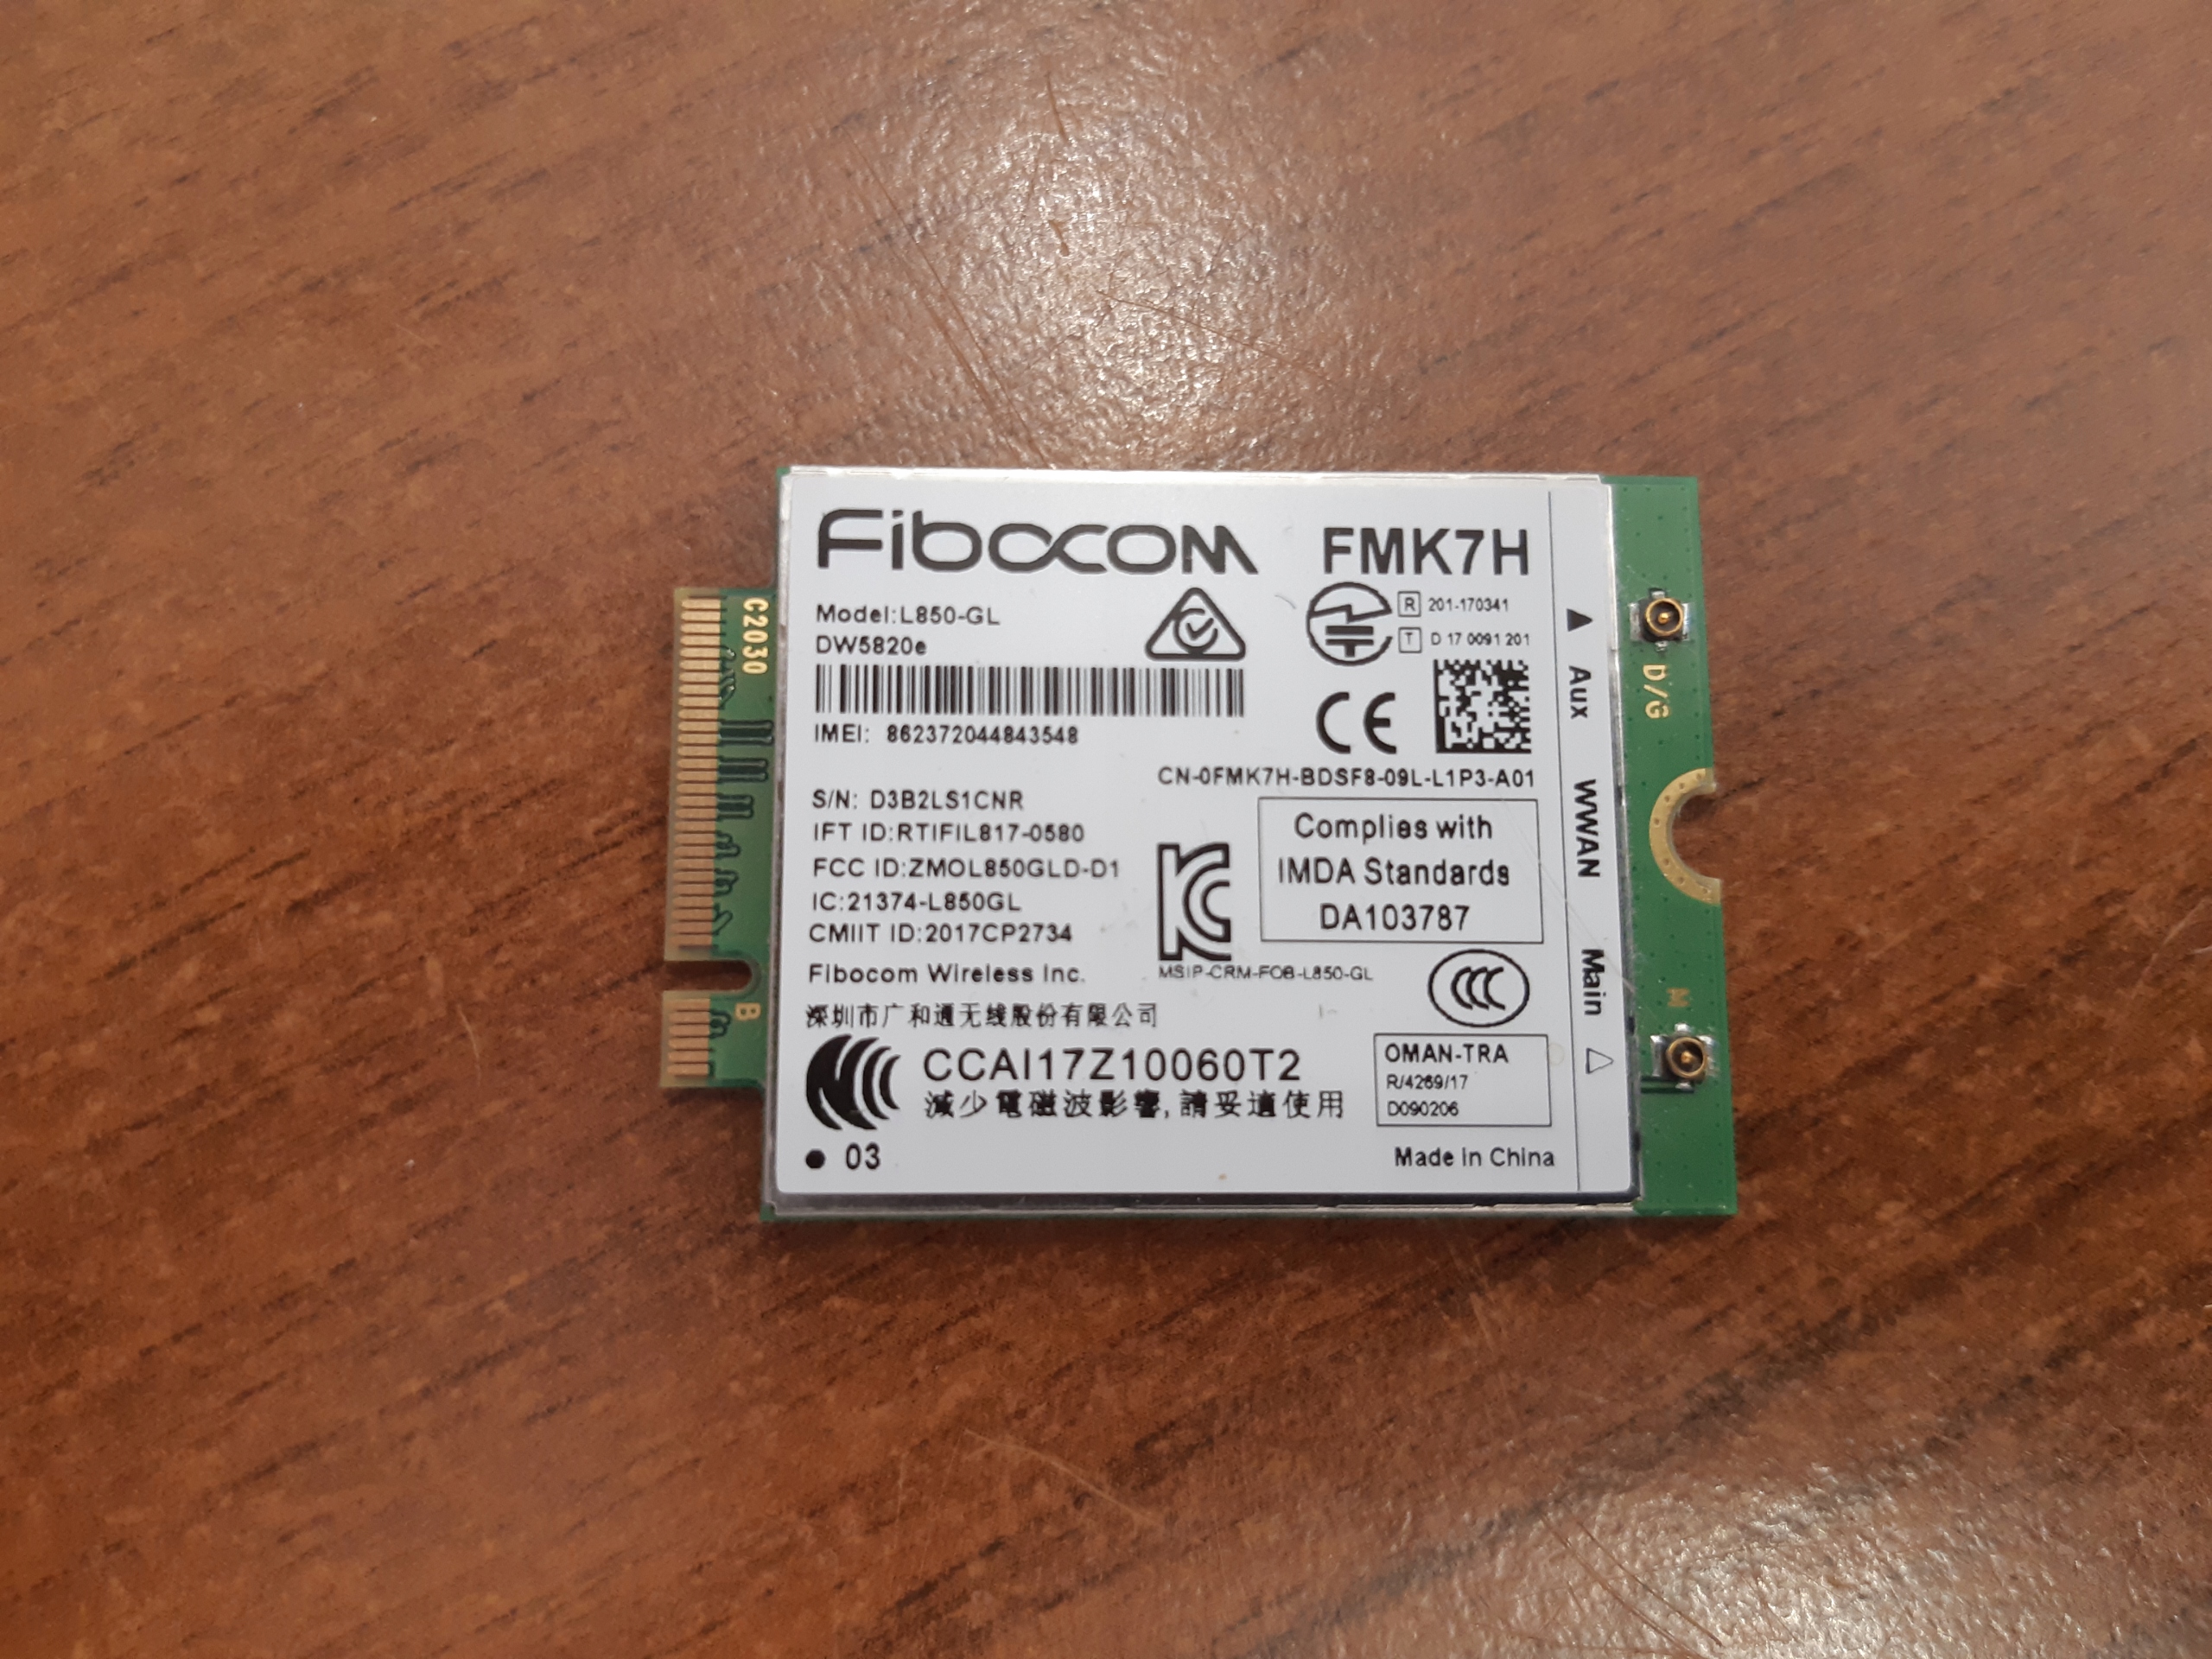 Fibocom FMK7H
Model:L850-GL
DW5820e
R 201-170341
T D 17 0091 201
IMEI: 862372044843548
CE
CN-0FMK7H-BDSF8-09L-L1P3-A01
S/N: D3B2LS1CNR
IFT ID:RTIFIL817-0580
FCC ID:ZMOL850GLD-D1
IC:21374-L850GL
CMIIT ID:2017CP2734
Complies with
IMDA Standards
DA103787
Fibocom Wireless Inc.
MSIP-CRM-FOB-L850-GL
深圳市广和通无线股份有限公司
CCAI17Z10060T2
減少電磁波影響,請妥適使用
OMAN-TRA
R/4269/17
D090206
03
Made in China
Aux WWAN Main
C2030
B
D/G
M